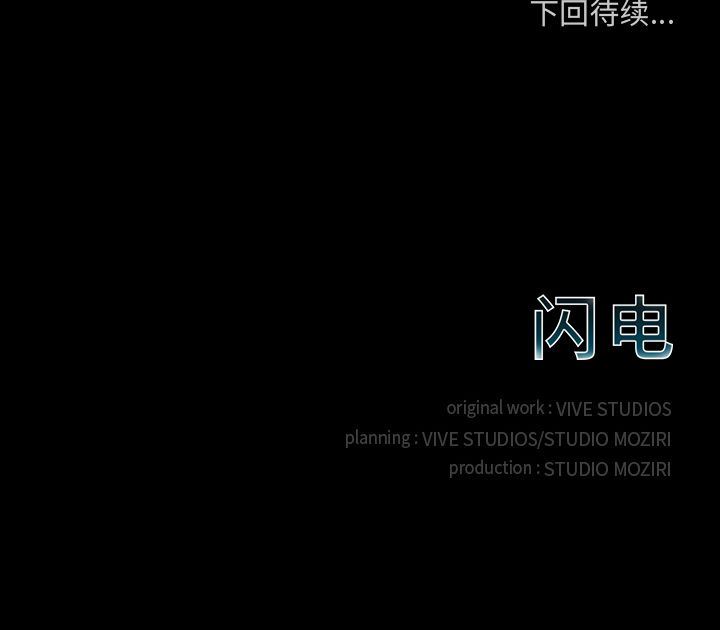 下回待续...
闪电
original work : VIVE STUDIOS
planning : VIVE STUDIOS/STUDIO MOZIRI
production : STUDIO MOZIRI